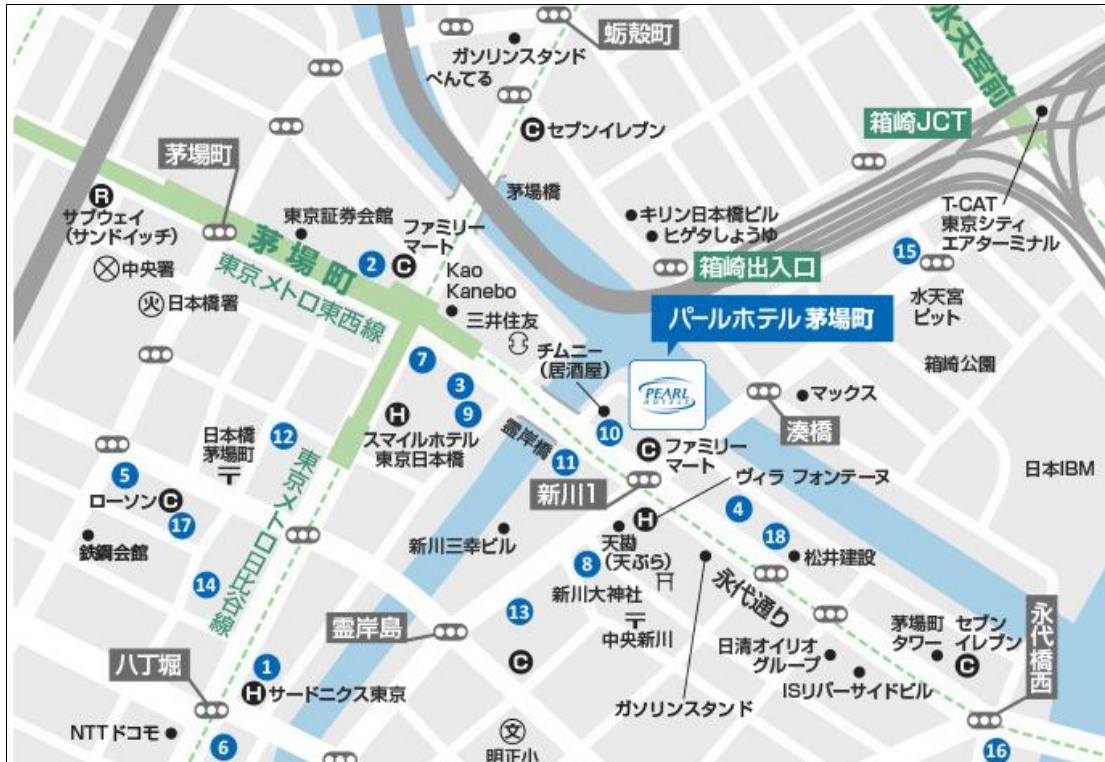 蛎殻町
ガソリンスタンド
ぺんてる
水天宮前
C セブンイレブン
箱崎JCT
茅場町
茅場橋
R
サブウェイ
(サンドイッチ)
東京証券会館
ファミリー
マート
C
2
キリン日本橋ビル
ヒゲタしょうゆ
T-CAT
東京シティ
エアターミナル
15
茅場町
東京メトロ東西線
中央署
火 日本橋署
Kao
Kanebo
三井住友
箱崎出入口
水天宮
ピット
パールホテル 茅場町
チムニー
(居酒屋)
PEARL
HOTELS
箱崎公園
7
3
9
マックス
湊橋
H
スマイルホテル
東京日本橋
霊岸橋
10
11
C ファミリー
マート
新川1
ヴィラ フォンテーヌ
日本IBM
日本橋
茅場町
〒
12
5
ローソン C
17
鉄鋼会館
東京メトロ日比谷線
14
新川三幸ビル
H
天勘
(天ぷら)
8
新川大神社
〒
中央新川
4
18
松井建設
永代通り
13
霊岸島
C
八丁堀
1
H サードニクス東京
NTTドコモ
6
文
明正小
ガソリンスタンド
日清オイリオ
グループ
ISリバーサイドビル
茅場町
タワー
セブン
イレブン
C
永代橋西
16